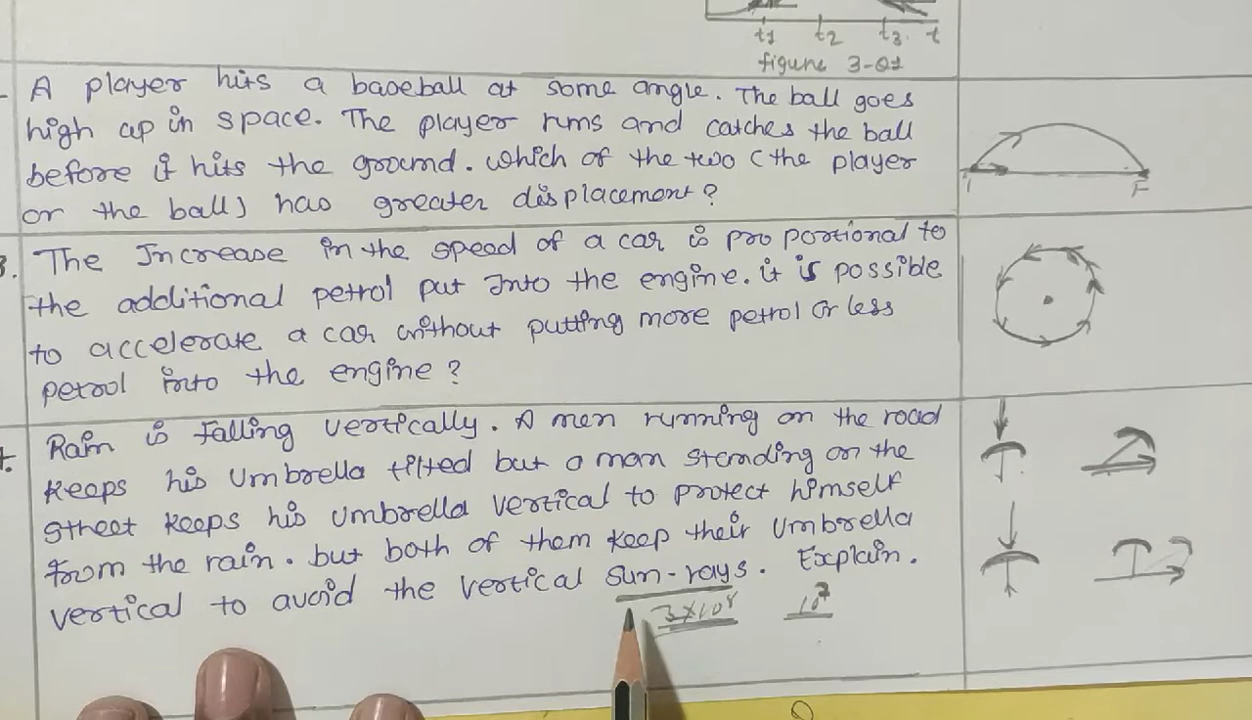 t1 t2 t3. t
figure 3-Q1
A player hits a baseball at some angle. The ball goes
high up in space. The player runs and catches the ball
before it hits the ground. which of the two (the player
or the ball) has greater displacement?
F
3. The Increase in the speed of a car is proportional to
the additional petrol put Into the engine. it is possible
to accelerate a car without putting more petrol or less
petrol into the engine?
Rain is falling vertically. A men running on the road
Keeps his Umbrella tilted but a man standing on the
street keeps his Umbrella vertical to protect himself
from the rain. but both of them keep their Umbrella
vertical to avoid the vertical sun-rays. Explain.
3×10⁸